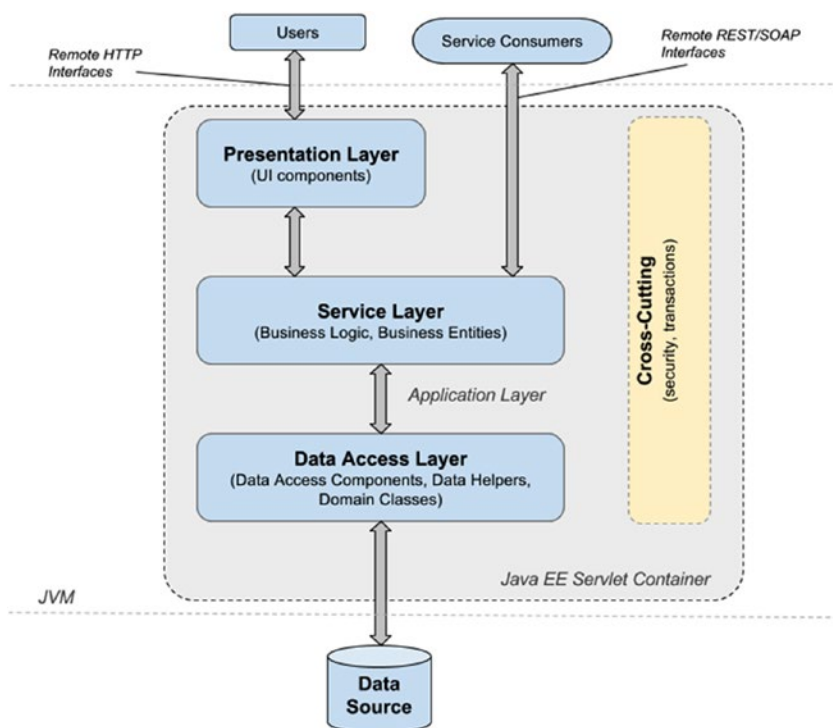 Users
Service Consumers
Remote HTTP
Interfaces
Remote REST/SOAP
Interfaces
Presentation Layer
(UI components)
Service Layer
(Business Logic, Business Entities)
Application Layer
Data Access Layer
(Data Access Components, Data Helpers,
Domain Classes)
Cross-Cutting
(security, transactions)
Java EE Servlet Container
JVM
Data
Source